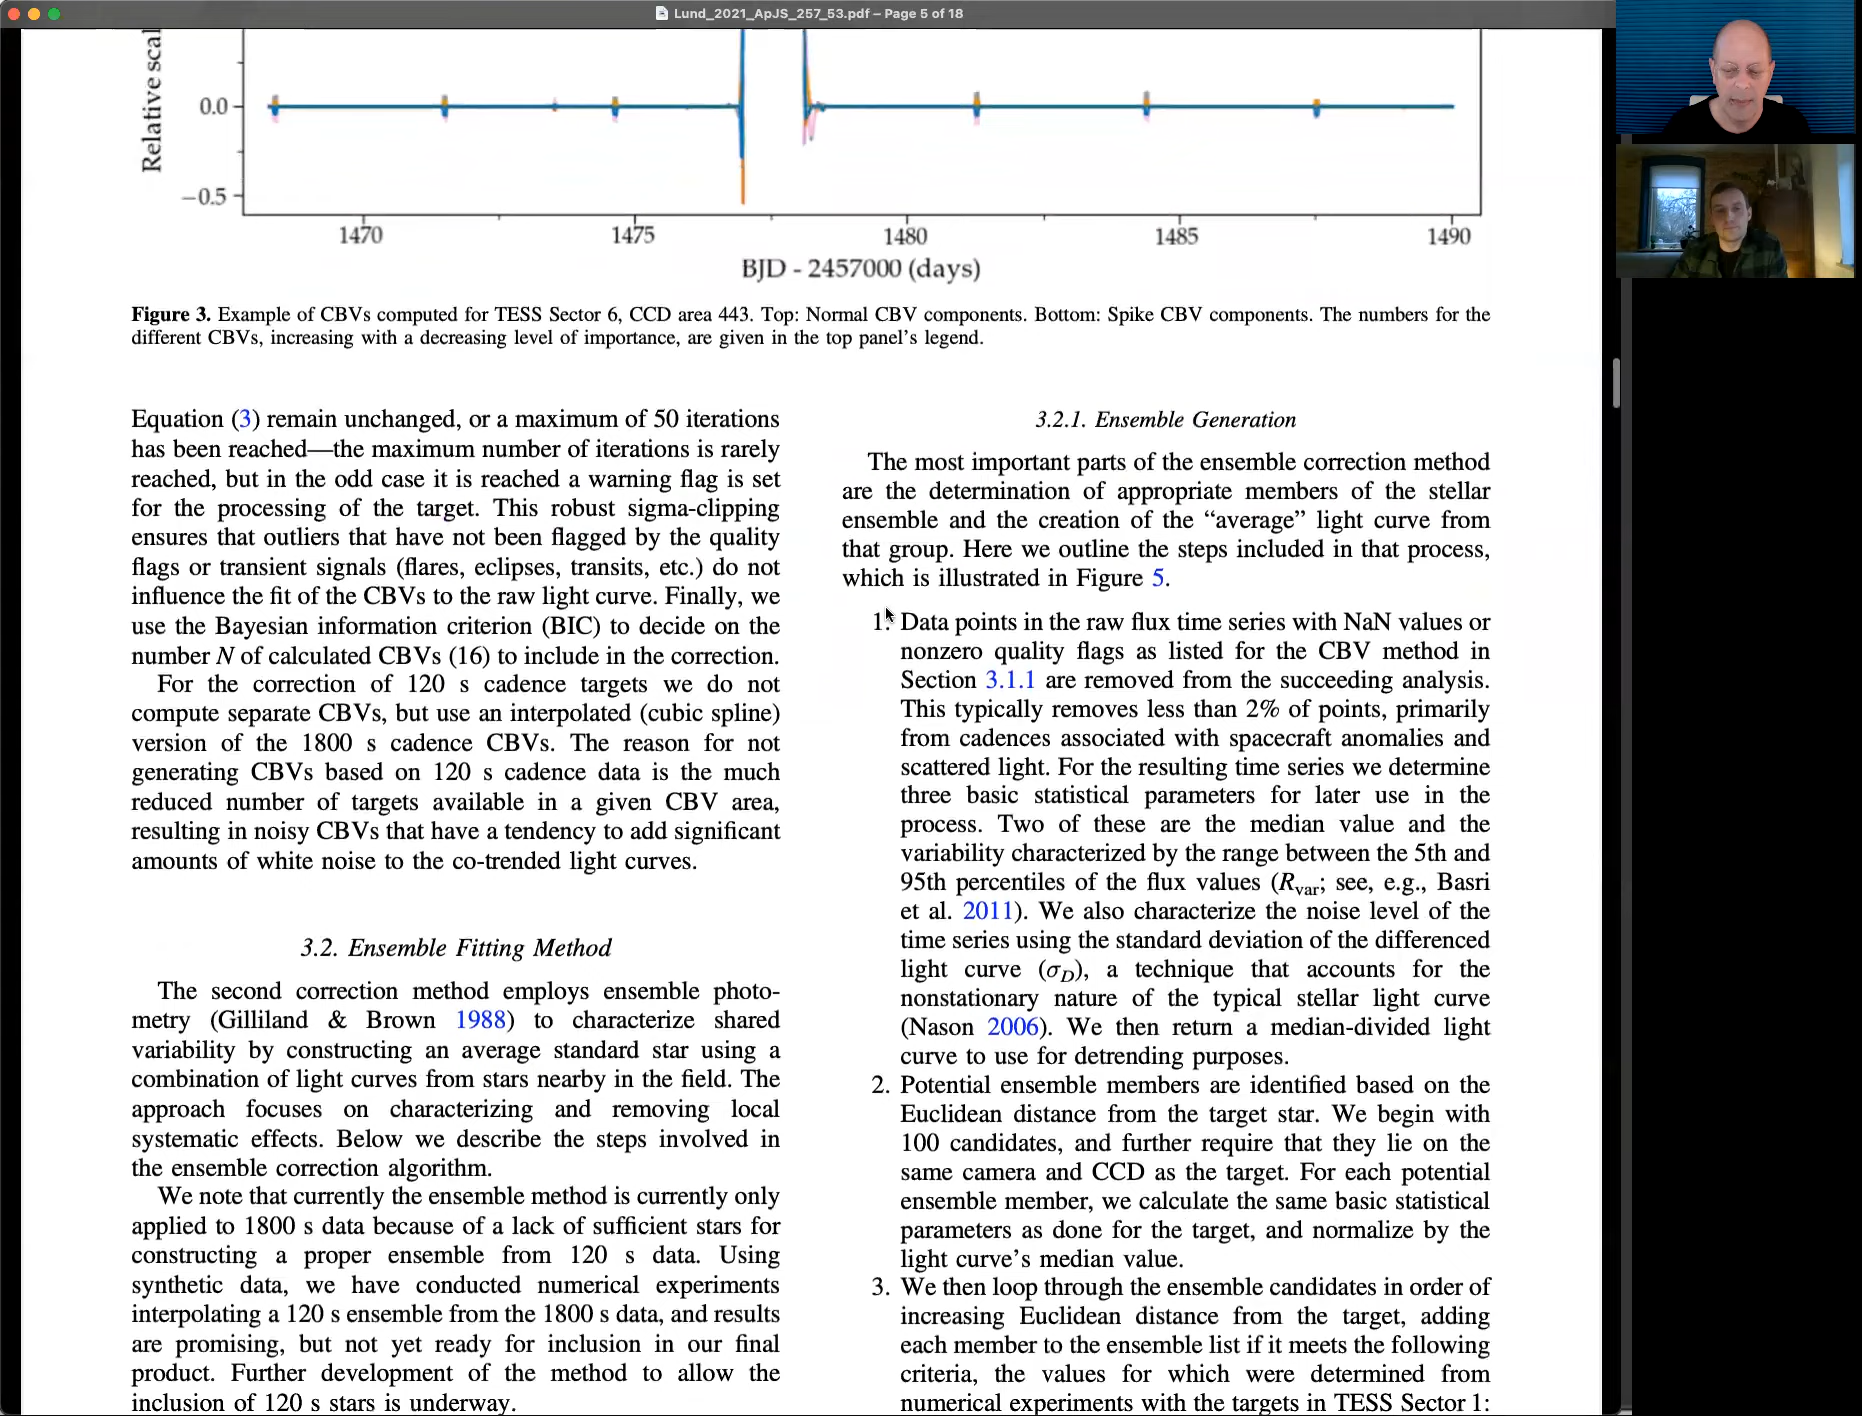 Lund_2021_ApJS_257_53.pdf – Page 5 of 18
Relative scal
0.0
−0.5
1470 1475 1480 1485 1490
BJD - 2457000 (days)
Figure 3. Example of CBVs computed for TESS Sector 6, CCD area 443. Top: Normal CBV components. Bottom: Spike CBV components. The numbers for the
different CBVs, increasing with a decreasing level of importance, are given in the top panel's legend.
Equation (3) remain unchanged, or a maximum of 50 iterations
has been reached—the maximum number of iterations is rarely
reached, but in the odd case it is reached a warning flag is set
for the processing of the target. This robust sigma-clipping
ensures that outliers that have not been flagged by the quality
flags or transient signals (flares, eclipses, transits, etc.) do not
influence the fit of the CBVs to the raw light curve. Finally, we
use the Bayesian information criterion (BIC) to decide on the
number N of calculated CBVs (16) to include in the correction.
For the correction of 120 s cadence targets we do not
compute separate CBVs, but use an interpolated (cubic spline)
version of the 1800 s cadence CBVs. The reason for not
generating CBVs based on 120 s cadence data is the much
reduced number of targets available in a given CBV area,
resulting in noisy CBVs that have a tendency to add significant
amounts of white noise to the co-trended light curves.
3.2. Ensemble Fitting Method
The second correction method employs ensemble photo-
metry (Gilliland & Brown 1988) to characterize shared
variability by constructing an average standard star using a
combination of light curves from stars nearby in the field. The
approach focuses on characterizing and removing local
systematic effects. Below we describe the steps involved in
the ensemble correction algorithm.
We note that currently the ensemble method is currently only
applied to 1800 s data because of a lack of sufficient stars for
constructing a proper ensemble from 120 s data. Using
synthetic data, we have conducted numerical experiments
interpolating a 120 s ensemble from the 1800 s data, and results
are promising, but not yet ready for inclusion in our final
product. Further development of the method to allow the
inclusion of 120 s stars is underway.
3.2.1. Ensemble Generation
The most important parts of the ensemble correction method
are the determination of appropriate members of the stellar
ensemble and the creation of the “average” light curve from
that group. Here we outline the steps included in that process,
which is illustrated in Figure 5.
1. Data points in the raw flux time series with NaN values or
nonzero quality flags as listed for the CBV method in
Section 3.1.1 are removed from the succeeding analysis.
This typically removes less than 2% of points, primarily
from cadences associated with spacecraft anomalies and
scattered light. For the resulting time series we determine
three basic statistical parameters for later use in the
process. Two of these are the median value and the
variability characterized by the range between the 5th and
95th percentiles of the flux values (Rvar; see, e.g., Basri
et al. 2011). We also characterize the noise level of the
time series using the standard deviation of the differenced
light curve (σD), a technique that accounts for the
nonstationary nature of the typical stellar light curve
(Nason 2006). We then return a median-divided light
curve to use for detrending purposes.
2. Potential ensemble members are identified based on the
Euclidean distance from the target star. We begin with
100 candidates, and further require that they lie on the
same camera and CCD as the target. For each potential
ensemble member, we calculate the same basic statistical
parameters as done for the target, and normalize by the
light curve's median value.
3. We then loop through the ensemble candidates in order of
increasing Euclidean distance from the target, adding
each member to the ensemble list if it meets the following
criteria, the values for which were determined from
numerical experiments with the targets in TESS Sector 1: